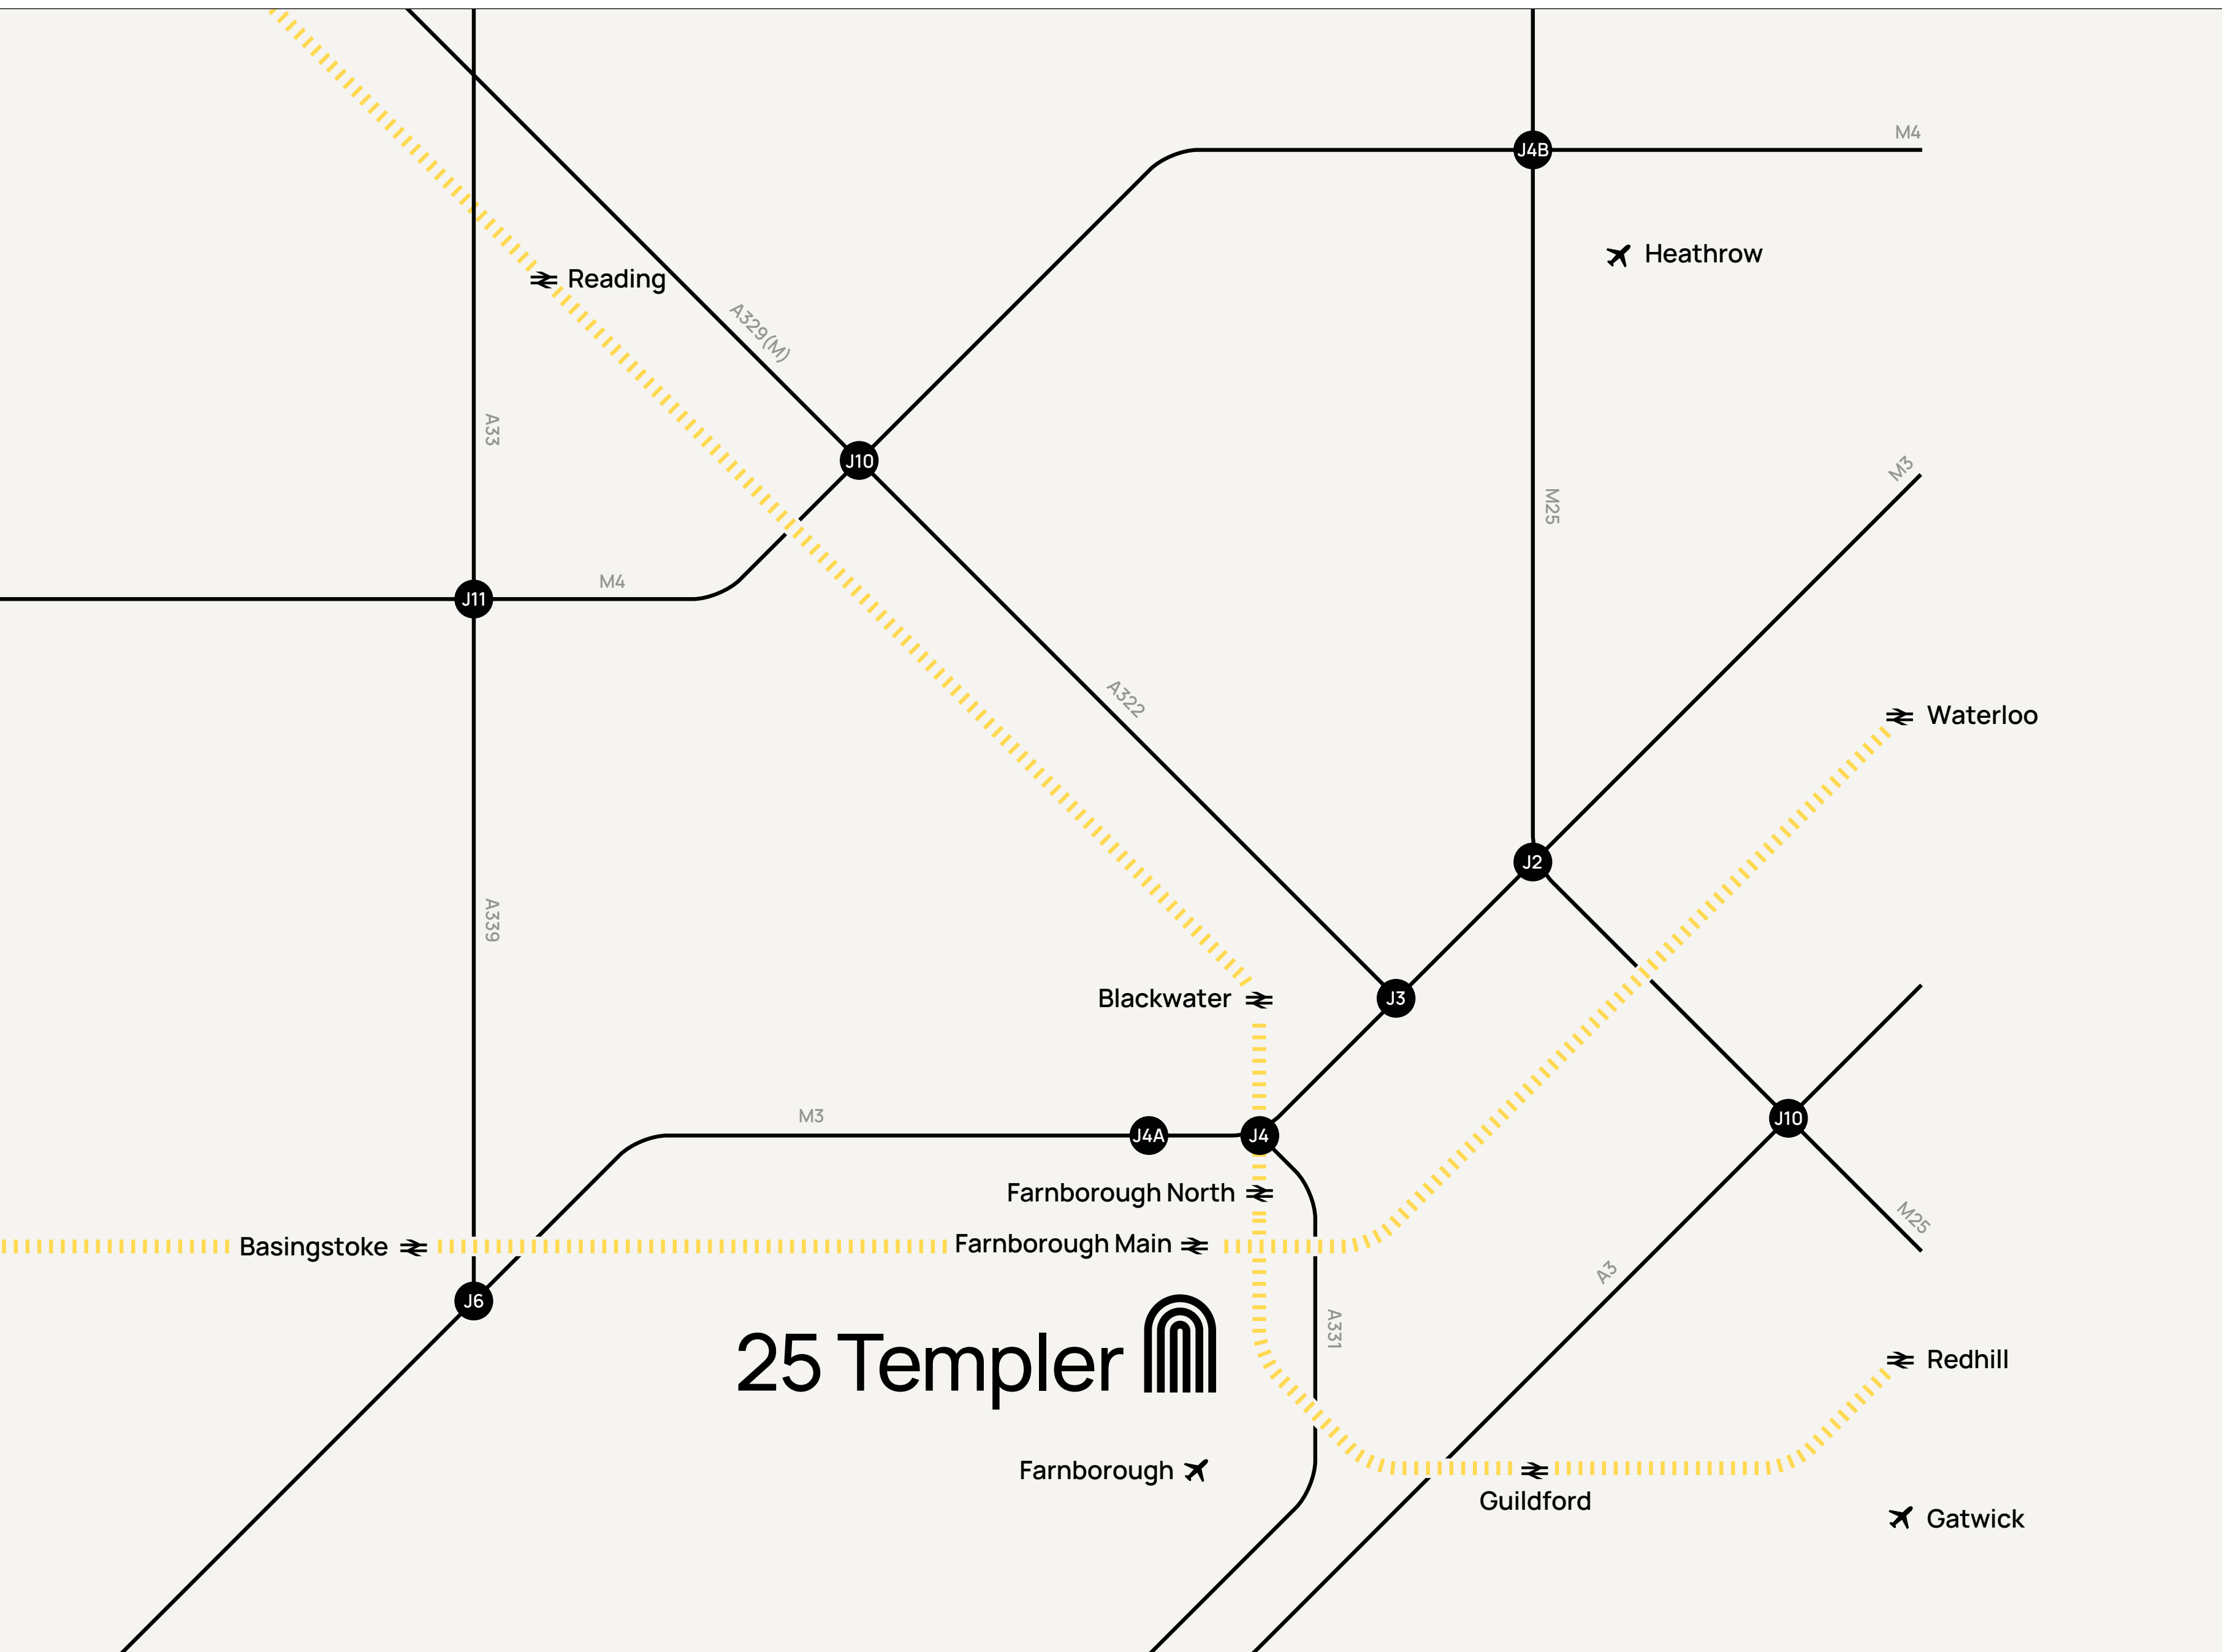 M4
J4B
Heathrow
Reading
A329(M)
A33
J10
M3
M25
M4
J11
A322
Waterloo
J2
A339
Blackwater
J3
M3
J4A
J4
J10
Farnborough North
M25
Basingstoke
Farnborough Main
A3
J6
A331
25 Templer
Redhill
Farnborough
Guildford
Gatwick